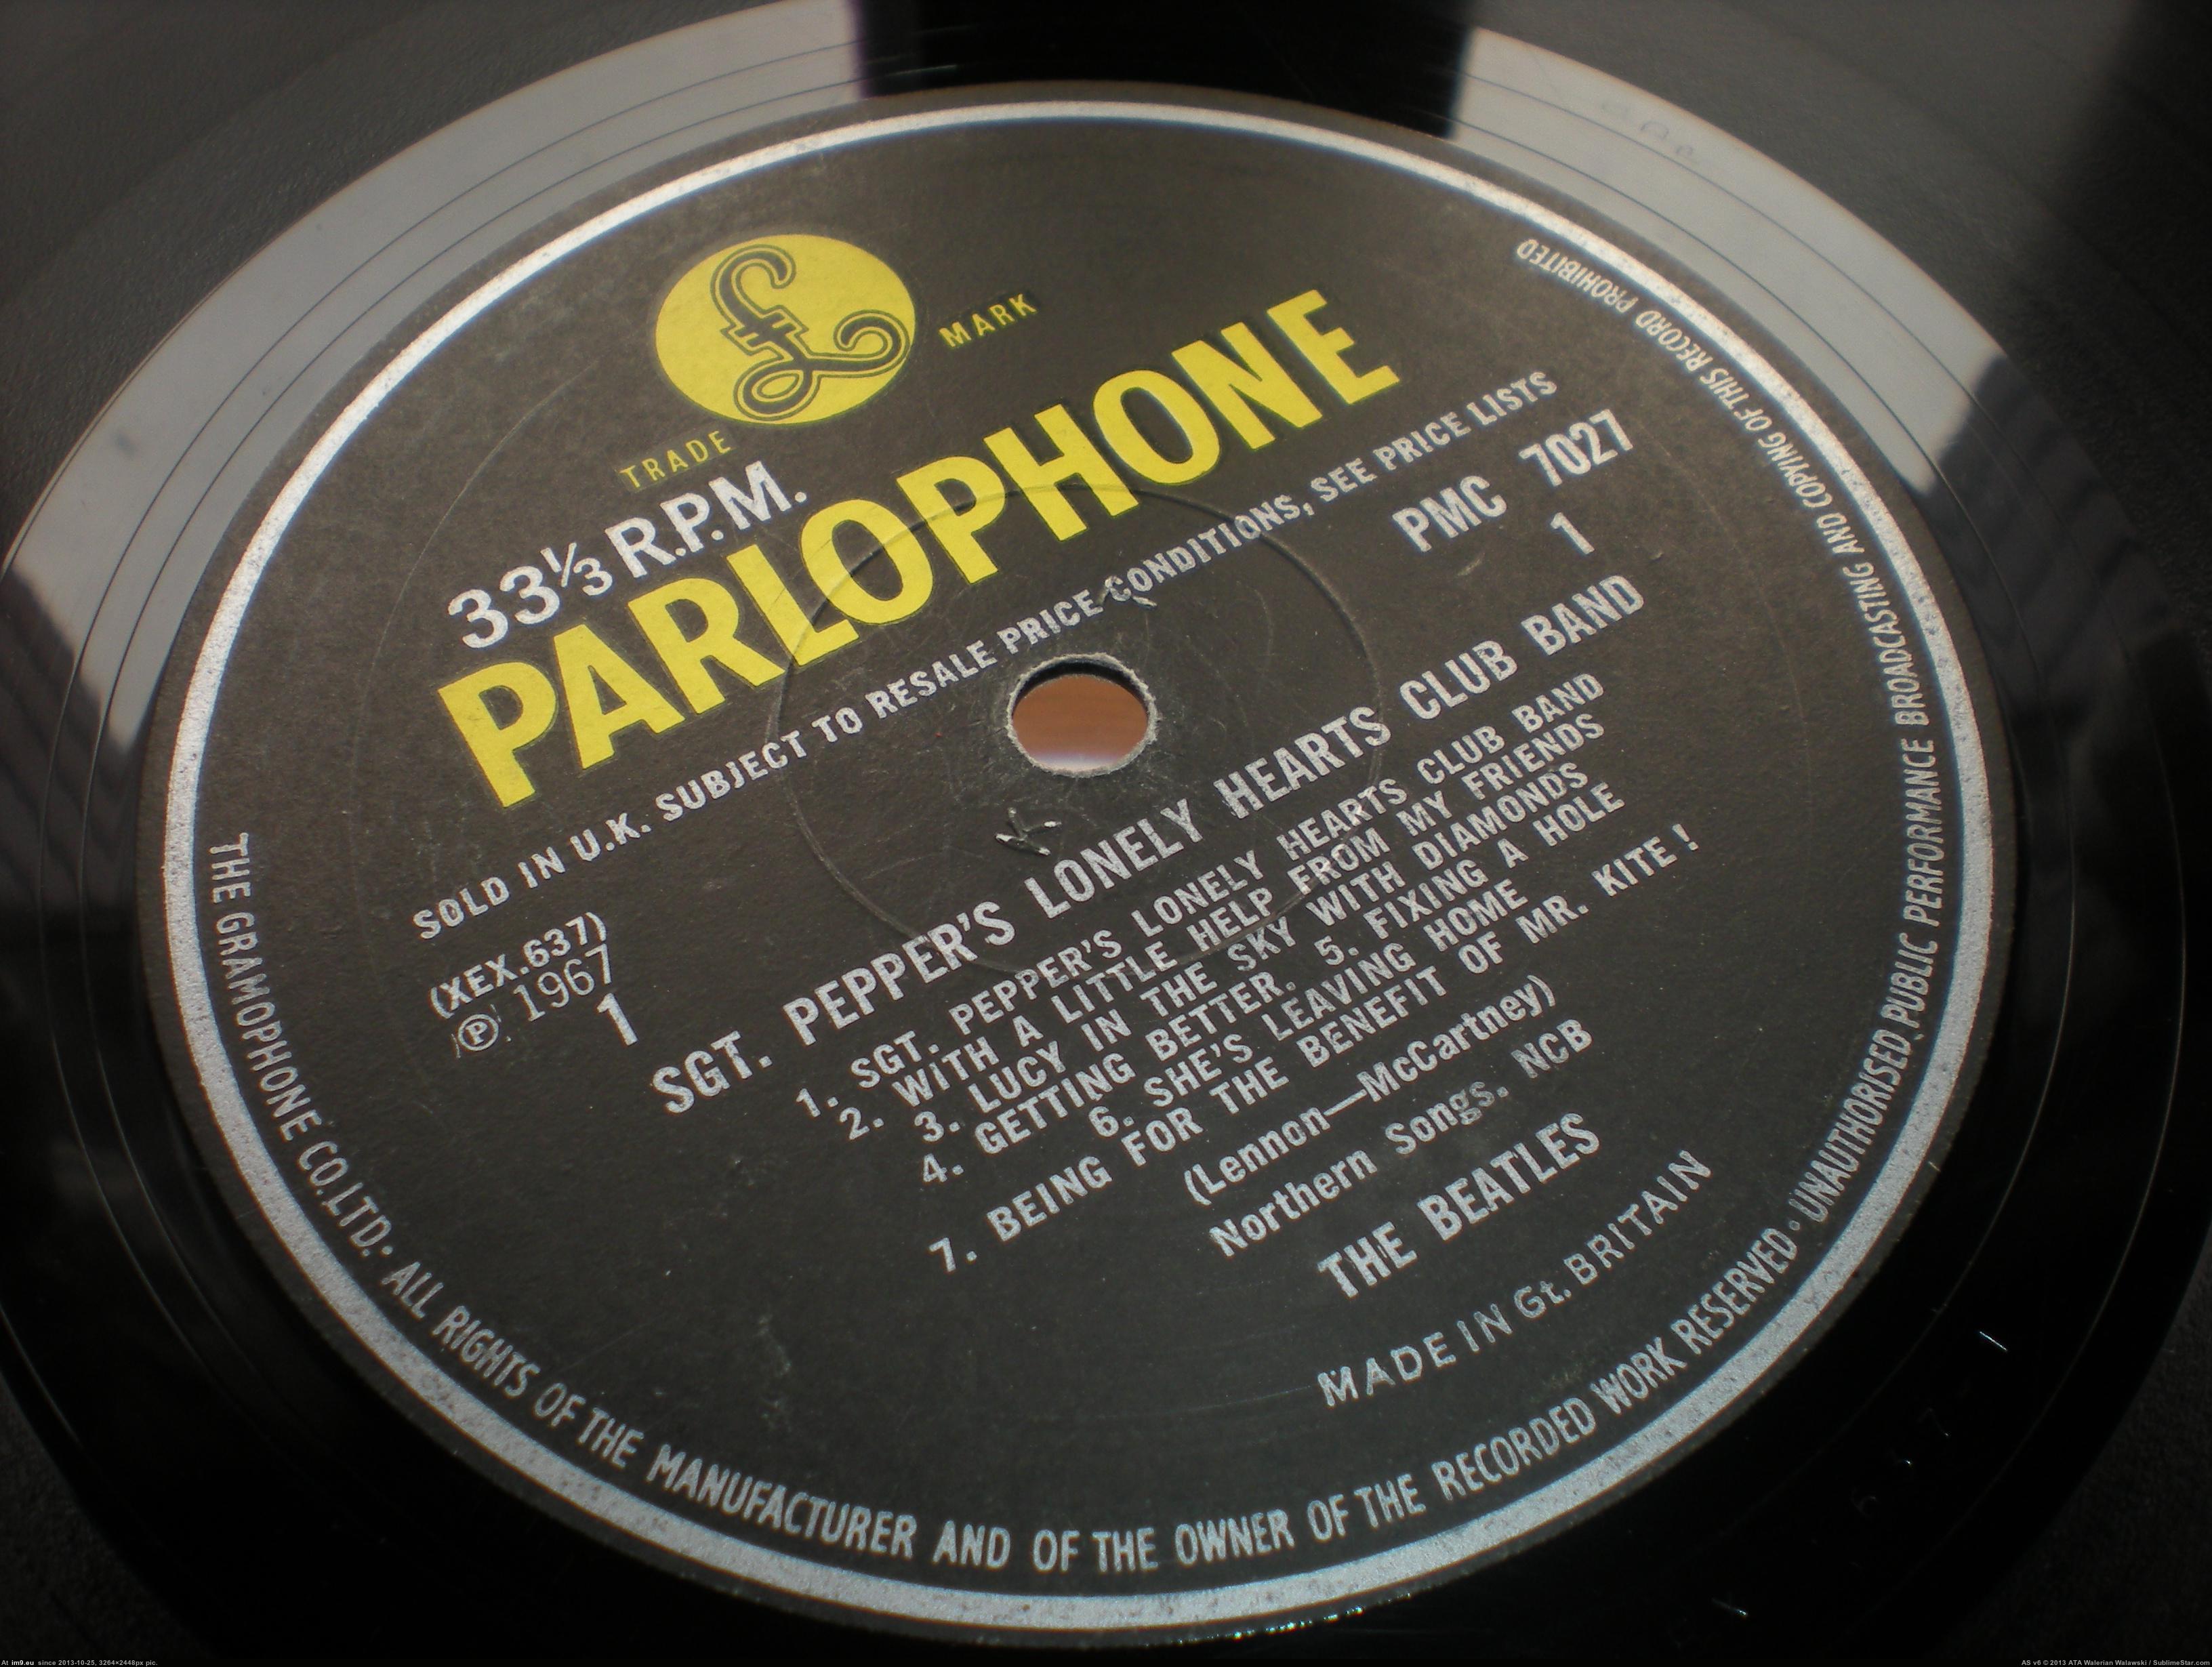 £
TRADE MARK
33⅓ R.P.M.
PARLOPHONE
SOLD IN U.K. SUBJECT TO RESALE PRICE CONDITIONS, SEE PRICE LISTS
PMC 7027
1
(XEX.637)
Ⓟ 1967
1
K
SGT. PEPPER'S LONELY HEARTS CLUB BAND
1. SGT. PEPPER'S LONELY HEARTS CLUB BAND
2. WITH A LITTLE HELP FROM MY FRIENDS
3. LUCY IN THE SKY WITH DIAMONDS
4. GETTING BETTER. 5. FIXING A HOLE
6. SHE'S LEAVING HOME
7. BEING FOR THE BENEFIT OF MR. KITE !
(Lennon—McCartney)
Northern Songs. NCB
THE BEATLES
MADE IN Gt. BRITAIN
THE GRAMOPHONE CO. LTD. • ALL RIGHTS OF THE MANUFACTURER AND OF THE OWNER OF THE RECORDED WORK RESERVED • UNAUTHORISED PUBLIC PERFORMANCE BROADCASTING AND COPYING OF THIS RECORD PROHIBITED
At im9.eu since 2013-10-25, 3264×2448px pic.
AS v6 © 2013 ATA Walerian Walawski / SublimeStar.com